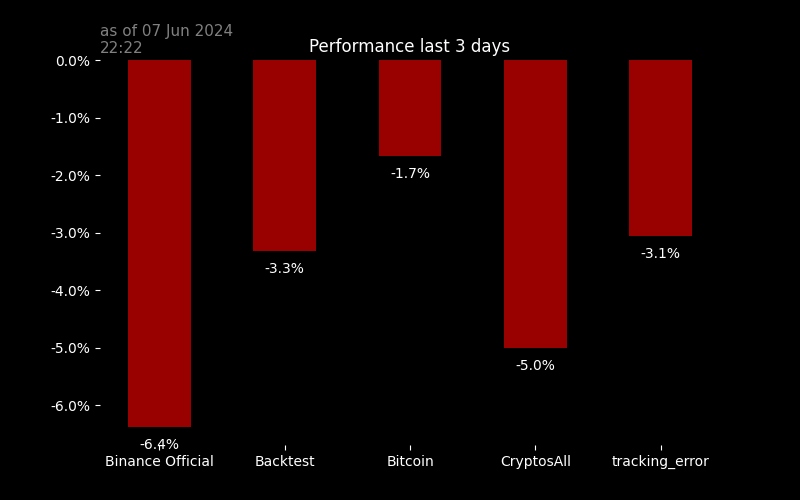 as of 07 Jun 2024
22:22
Performance last 3 days
0.0%
-1.0%
-2.0%
-3.0%
-4.0%
-5.0%
-6.0%
-6.4%
-3.3%
-1.7%
-5.0%
-3.1%
Binance Official
Backtest
Bitcoin
CryptosAll
tracking_error